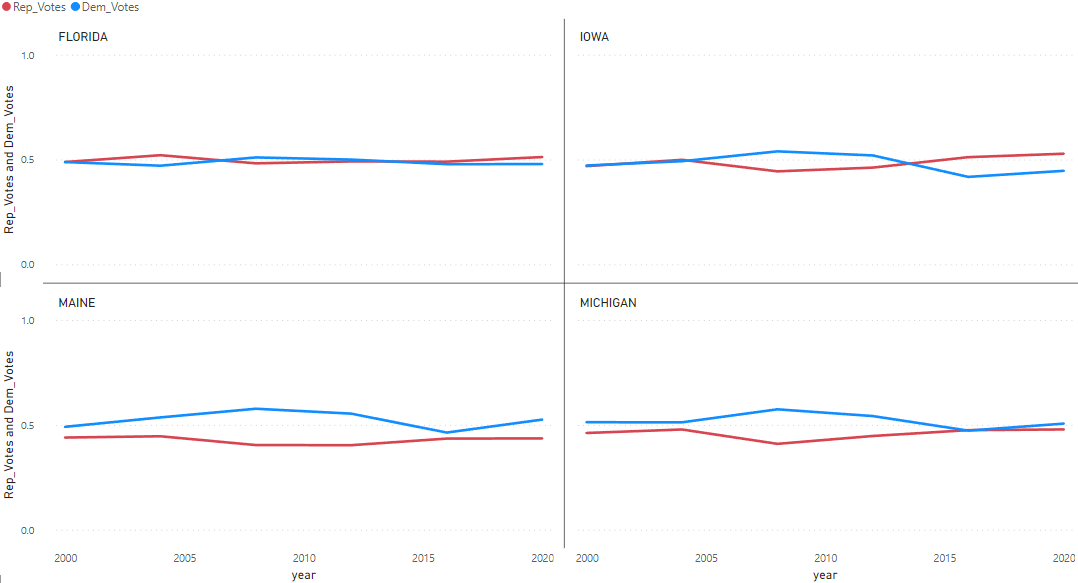 Rep_Votes Dem_Votes
FLORIDA
IOWA
1.0
0.5
0.0
Rep_Votes and Dem_Votes
MAINE
MICHIGAN
1.0
0.5
0.0
Rep_Votes and Dem_Votes
2000 2005 2010 2015 2020
2000 2005 2010 2015 2020
year
year